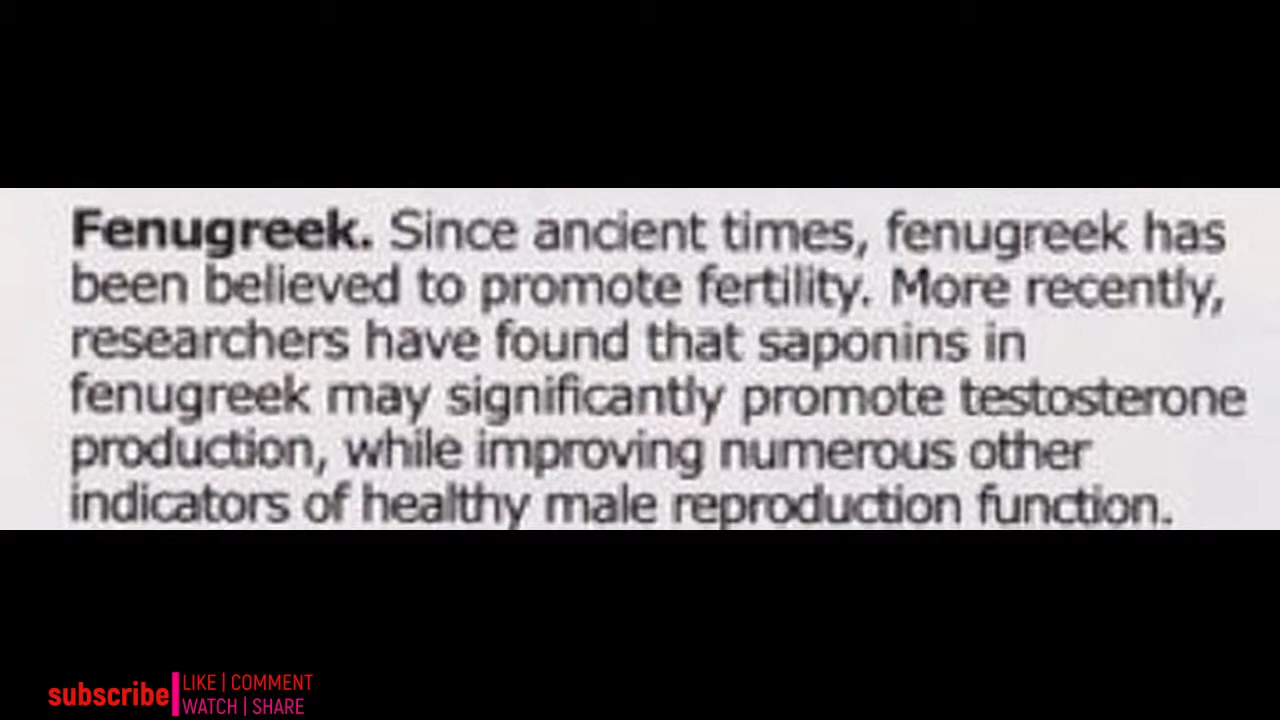 Fenugreek. Since ancient times, fenugreek has
been believed to promote fertility. More recently,
researchers have found that saponins in
fenugreek may significantly promote testosterone
production, while improving numerous other
indicators of healthy male reproduction function.
subscribe
LIKE | COMMENT
WATCH | SHARE